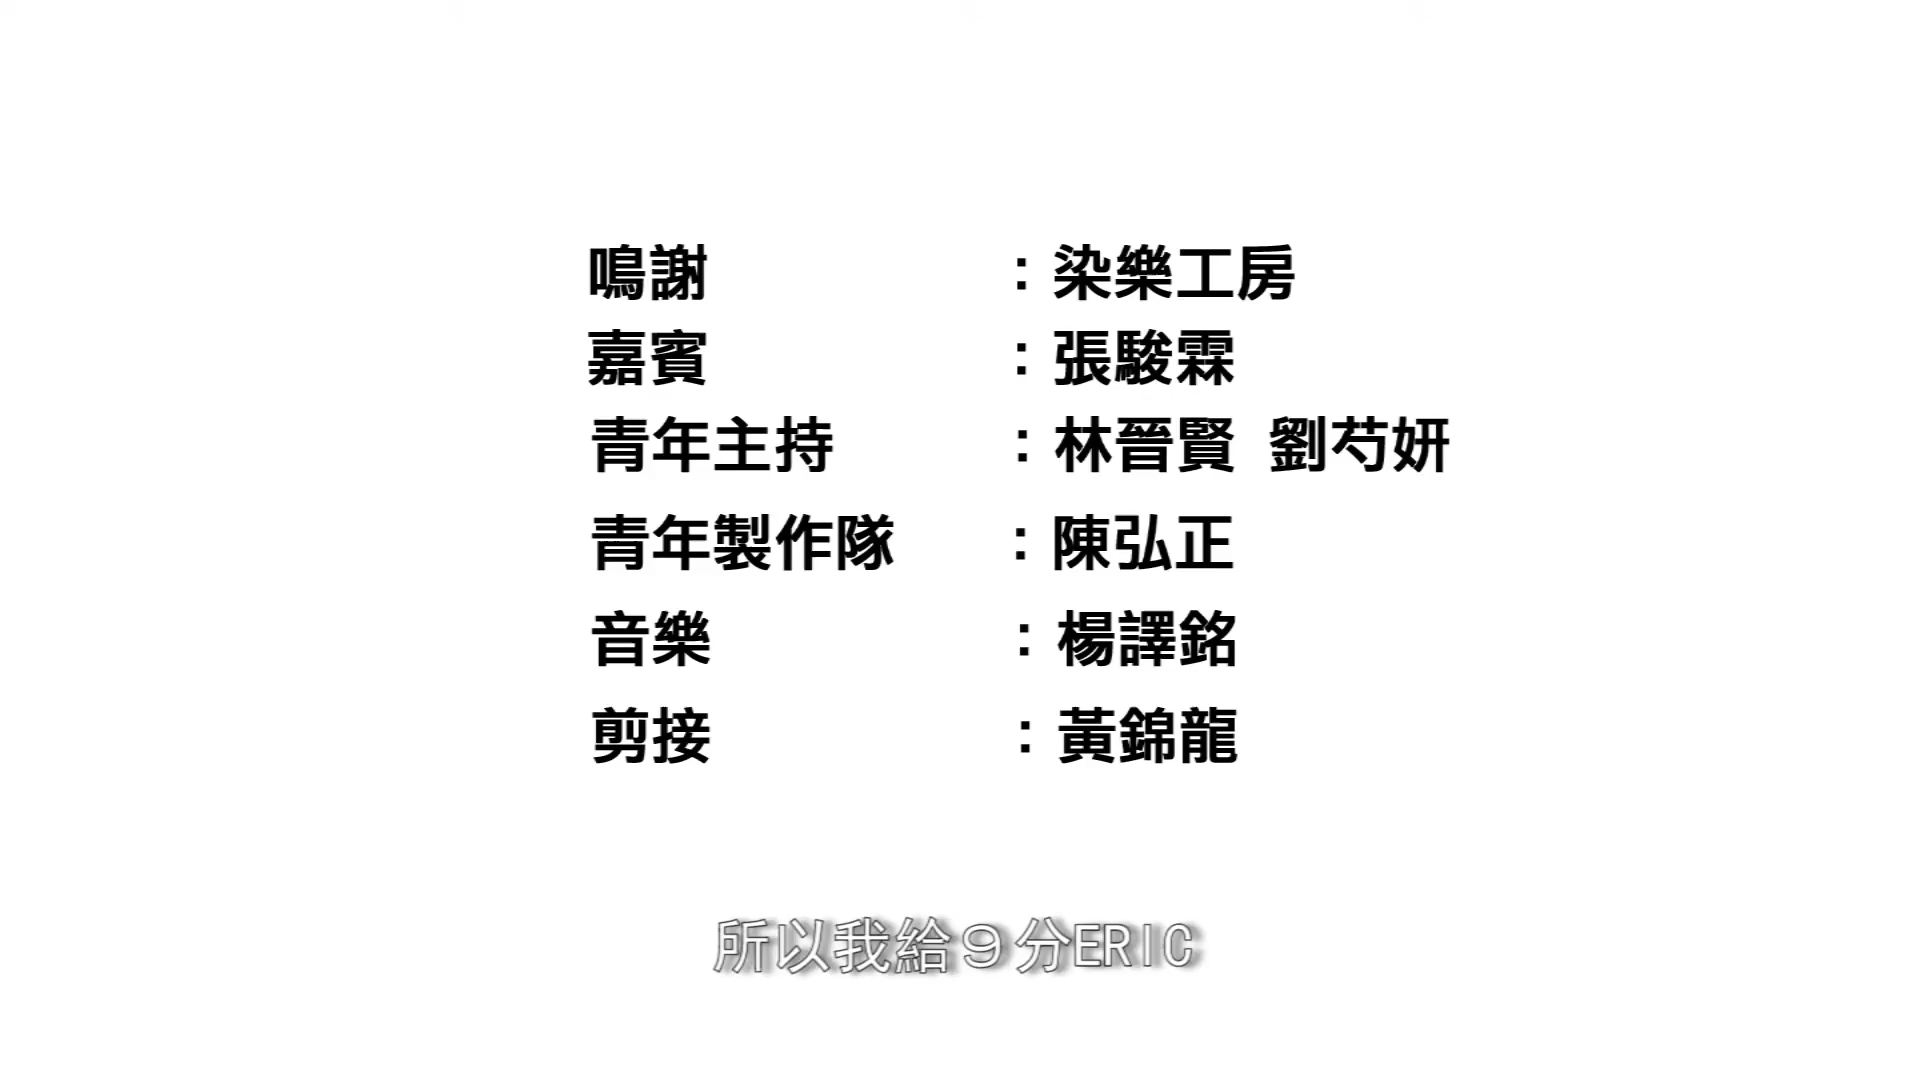 鳴謝：染樂工房
嘉賓：張駿霖
青年主持：林晉賢 劉芍妍
青年製作隊：陳弘正
音樂：楊譯銘
剪接：黃錦龍
所以我給９分ERIC